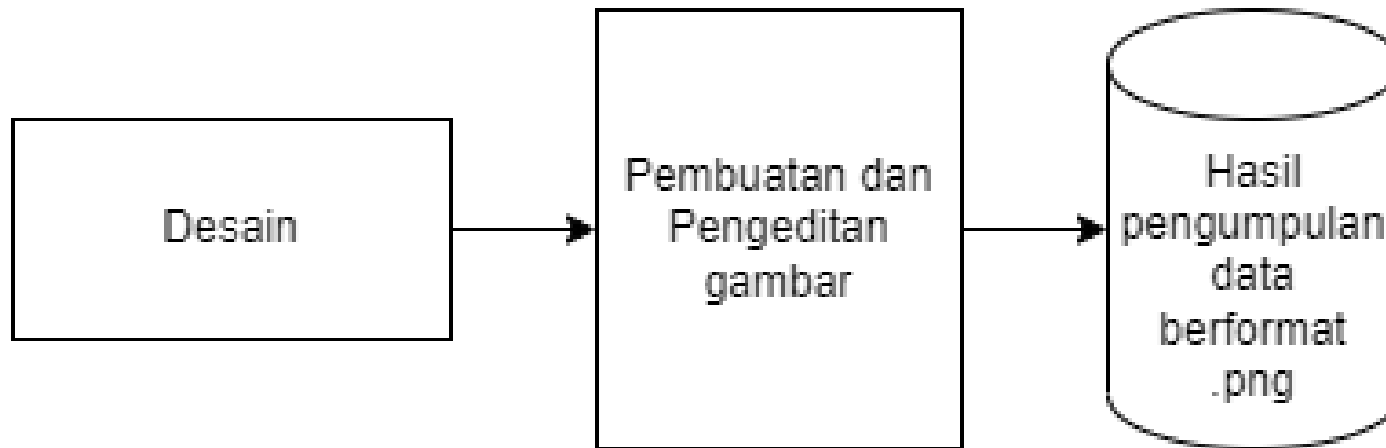 Desain
Pembuatan dan
Pengeditan
gambar
Hasil
pengumpulan
data
berformat
.png